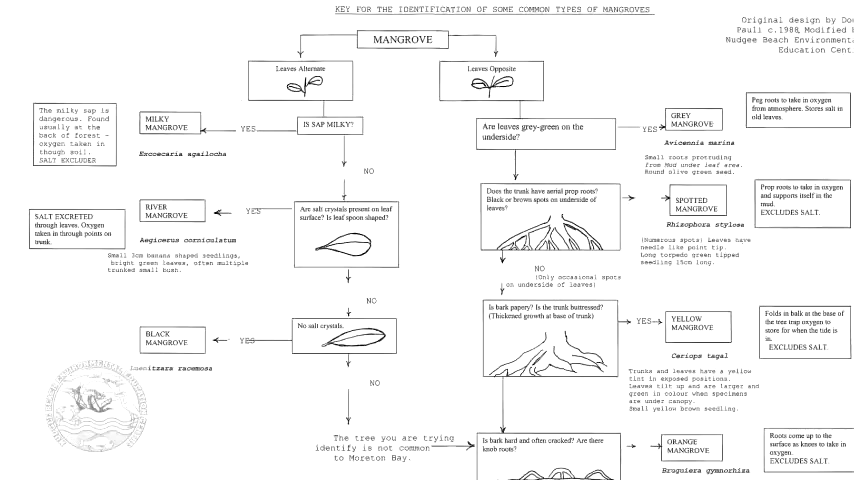 KEY FOR THE IDENTIFICATION OF SOME COMMON TYPES OF MANGROVES
Original design by
Pauli c.1988, Modified
Nudgee Beach Environment
Education Cent
MANGROVE
Leaves Alternate
Leaves Opposite
The milky sap is
dangerous. Found
usually at the
back of forest -
oxygen taken in
though soil.
SALT EXCLUDER
MILKY
MANGROVE
YES
IS SAP MILKY?
Excoecaria agallocha
NO
Are leaves grey-green on the
underside?
YES
GREY
MANGROVE
Avicennia marina
Small roots protruding
from Mud under leaf area.
Round olive green seed.
Peg roots to take in oxygen
from atmosphere. Stores salt in
old leaves.
SALT EXCRETED
through leaves. Oxygen
taken in through points on
trunk.
RIVER
MANGROVE
YES
Are salt crystals present on leaf
surface? Is leaf spoon shaped?
Aegicerus corniculatum
Small 3cm banana shaped seedlings,
bright green leaves, often multiple
trunked small bush.
NO
Does the trunk have aerial prop roots?
Black or brown spots on underside of
leaves?
SPOTTED
MANGROVE
Rhizophora stylosa
(Numerous spots) Leaves have
needle like point tip.
Long torpedo green tipped
seedling 15cm long.
Prop roots to take in oxygen
and supports itself in the
mud.
EXCLUDES SALT.
NO
(Only occasional spots
on underside of leaves)
BLACK
MANGROVE
YES
No salt crystals.
racemosa
NO
Is bark papery? Is the trunk buttressed?
(Thickened growth at base of trunk)
YES
YELLOW
MANGROVE
Ceriops tagal
Trunks and leaves have a yellow
tint in exposed positions.
Leaves tilt up and are larger and
green in colour when specimens
are under canopy.
Small yellow brown seedling.
Folds in balk at the base of
the tree trap oxygen to
store for when the tide is
in.
EXCLUDES SALT.
The tree you are trying
identify is not common
to Moreton Bay.
Is bark hard and often cracked? Are there
knob roots?
ORANGE
MANGROVE
Bruguiera gymnorhiza
Roots come up to the
surface as knees to take in
oxygen.
EXCLUDES SALT.